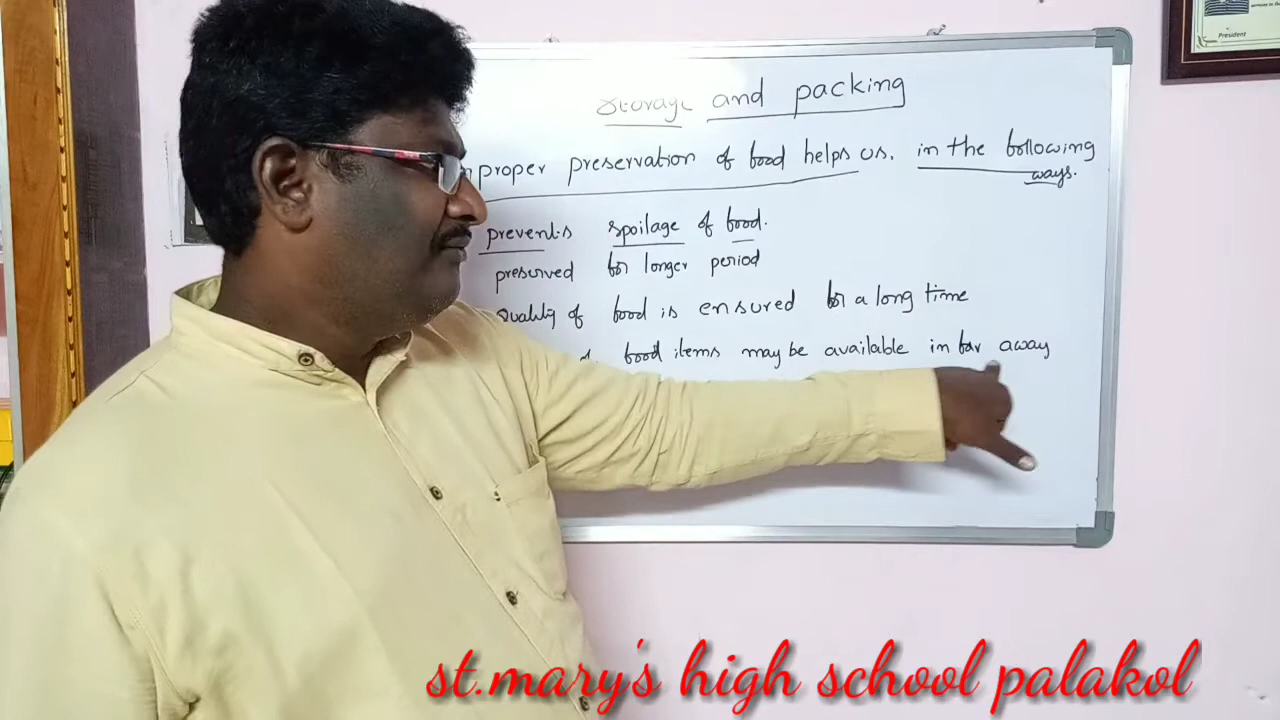 Storage and packing
proper preservation of food helps us. in the following
ways.
prevents spoilage of food.
preserved for longer period
quality of food is ensured for a long time
of food items may be available in far away
President
st.mary's high school palakol